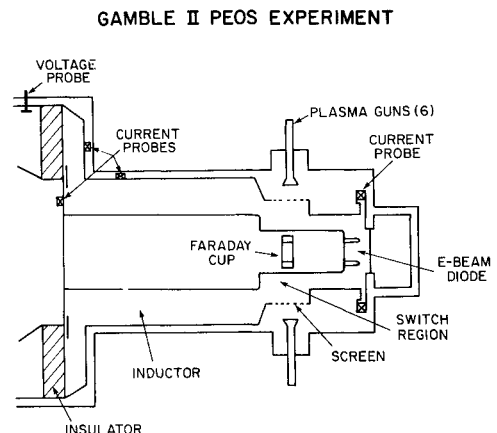 GAMBLE II PEOS EXPERIMENT
VOLTAGE
PROBE
PLASMA GUNS (6)
CURRENT
PROBES
CURRENT
PROBE
FARADAY
CUP
E-BEAM
DIODE
SWITCH
REGION
SCREEN
INDUCTOR
INSULATOR